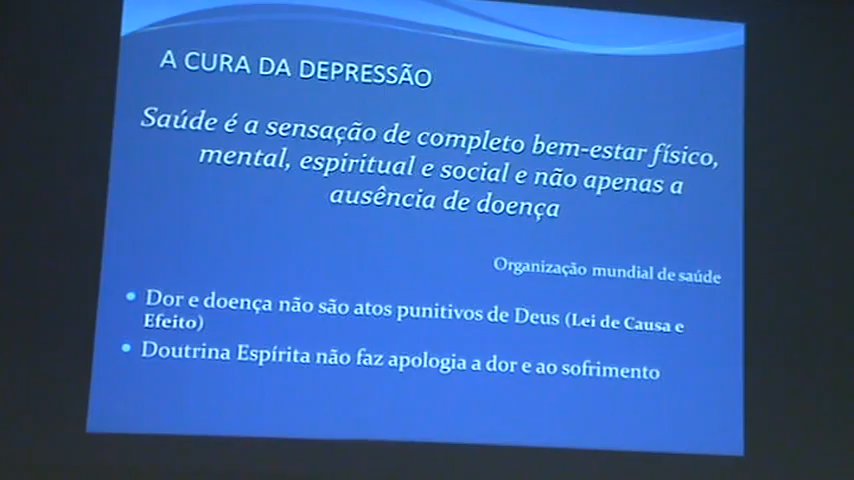 A CURA DA DEPRESSÃO
Saúde é a sensação de completo bem-estar físico,
mental, espiritual e social e não apenas a
ausência de doença
Organização mundial de saúde
• Dor e doença não são atos punitivos de Deus (Lei de Causa e
Efeito)
• Doutrina Espírita não faz apologia a dor e ao sofrimento